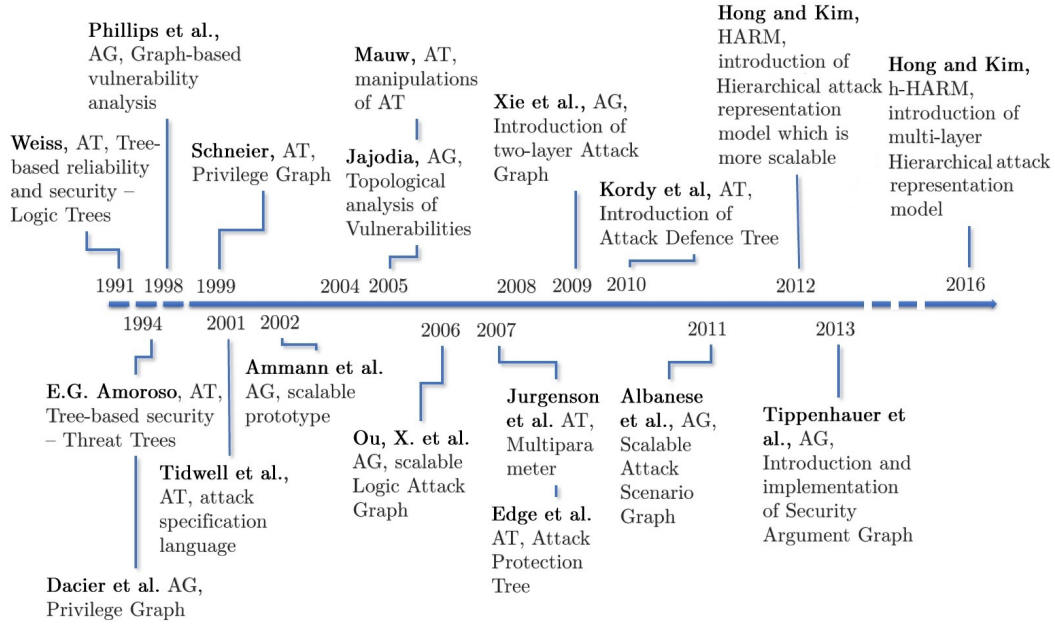 Phillips et al.,
AG, Graph-based
vulnerability
analysis
Weiss, AT, Tree-
based reliability
and security –
Logic Trees
Schneier, AT,
Privilege Graph
Mauw, AT,
manipulations
of AT
Jajodia, AG,
Topological
analysis of
Vulnerabilities
Xie et al., AG,
Introduction of
two-layer Attack
Graph
Kordy et al, AT,
Introduction of
Attack Defence Tree
Hong and Kim,
HARM,
introduction of
Hierarchical attack
representation
model which is
more scalable
Hong and Kim,
h-HARM,
introduction of
multi-layer
Hierarchical attack
representation
model
1991 1998 1999 2004 2005 2008 2009 2010 2012 2016
1994 2001 2002 2006 2007 2011 2013
E.G. Amoroso, AT,
Tree-based security
– Threat Trees
Dacier et al. AG,
Privilege Graph
Tidwell et al.,
AT, attack
specification
language
Ammann et al.
AG, scalable
prototype
Ou, X. et al.
AG, scalable
Logic Attack
Graph
Jurgenson
et al. AT,
Multipara
meter
Edge et al.
AT, Attack
Protection
Tree
Albanese
et al., AG,
Scalable
Attack
Scenario
Graph
Tippenhauer et
al., AG,
Introduction and
implementation
of Security
Argument Graph